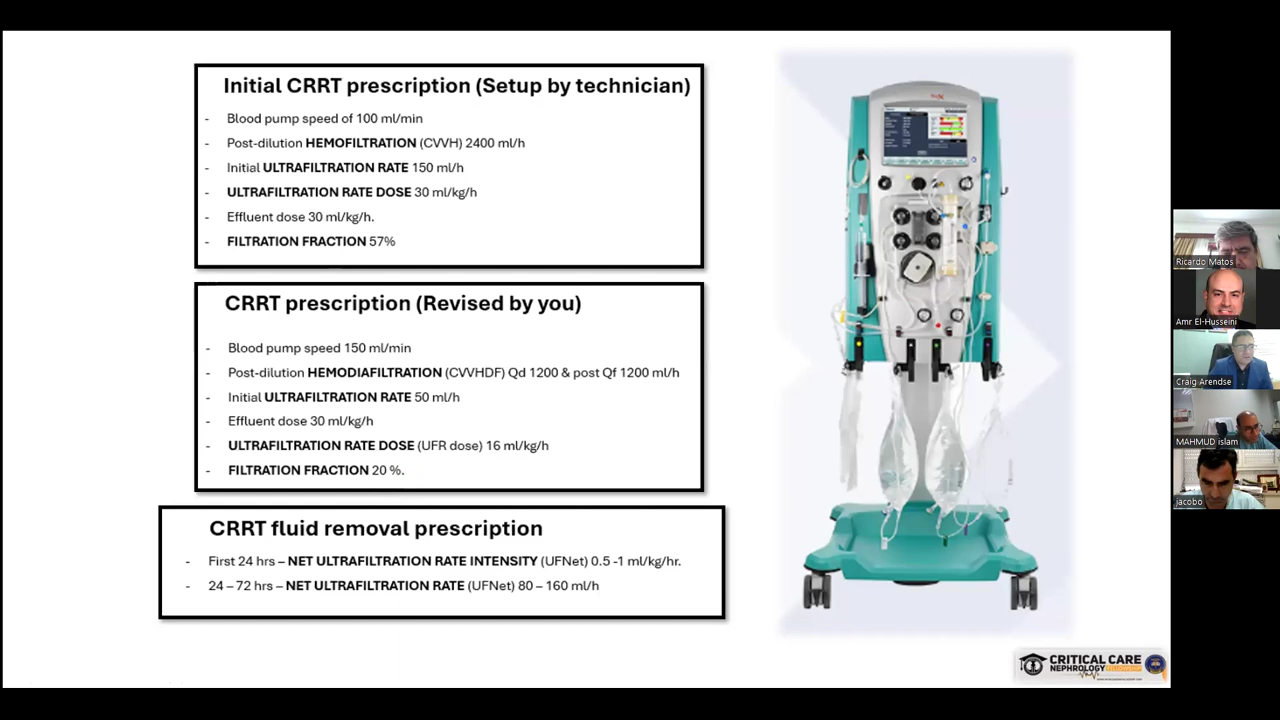 Initial CRRT prescription (Setup by technician)
- Blood pump speed of 100 ml/min
- Post-dilution HEMOFILTRATION (CVVH) 2400 ml/h
- Initial ULTRAFILTRATION RATE 150 ml/h
- ULTRAFILTRATION RATE DOSE 30 ml/kg/h
- Effluent dose 30 ml/kg/h.
- FILTRATION FRACTION 57%
CRRT prescription (Revised by you)
- Blood pump speed 150 ml/min
- Post-dilution HEMODIAFILTRATION (CVVHDF) Qd 1200 & post Qf 1200 ml/h
- Initial ULTRAFILTRATION RATE 50 ml/h
- Effluent dose 30 ml/kg/h
- ULTRAFILTRATION RATE DOSE (UFR dose) 16 ml/kg/h
- FILTRATION FRACTION 20 %.
CRRT fluid removal prescription
- First 24 hrs – NET ULTRAFILTRATION RATE INTENSITY (UFNet) 0.5 -1 ml/kg/hr.
- 24 – 72 hrs – NET ULTRAFILTRATION RATE (UFNet) 80 – 160 ml/h
Ricardo Matos
Amr El-Husseini
Craig Arendse
MAHMUD islam
jacobo
CRITICAL CARE
NEPHROLOGY FELLOWSHIP